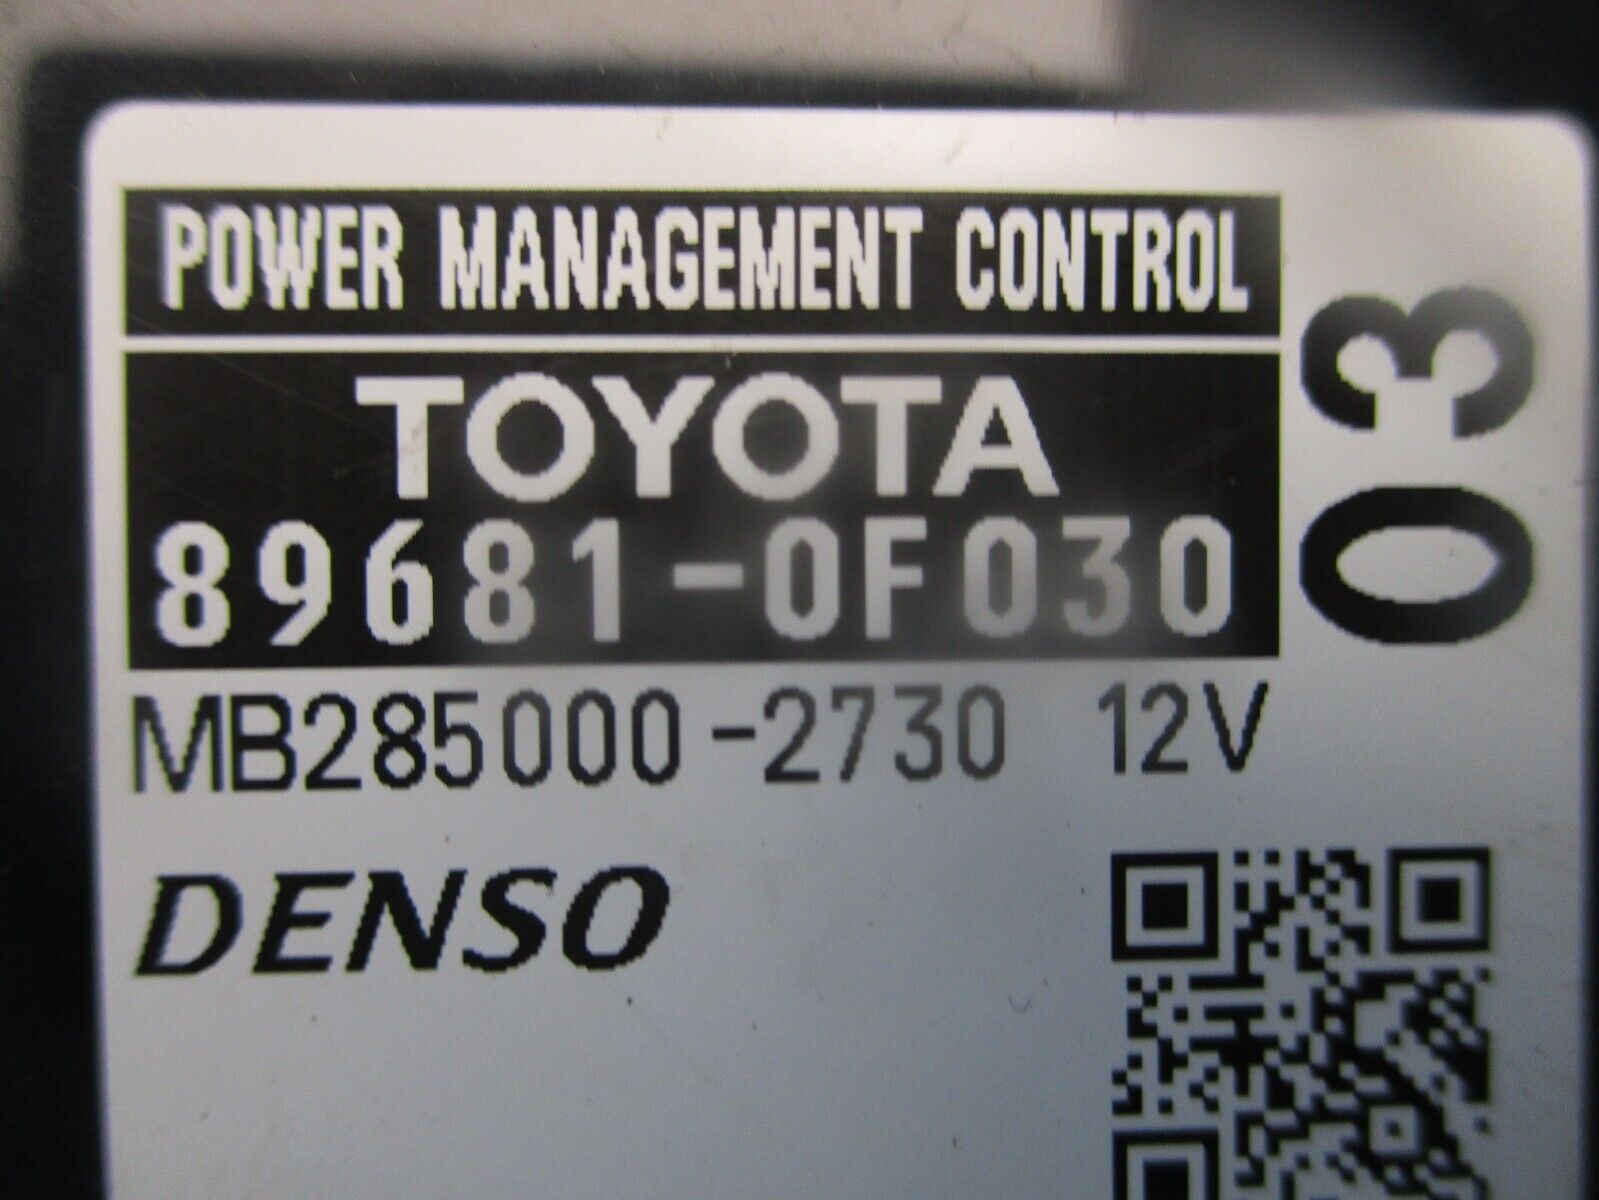 POWER MANAGEMENT CONTROL
TOYOTA
89681-0F030
MB285000-2730 12V
DENSO
03